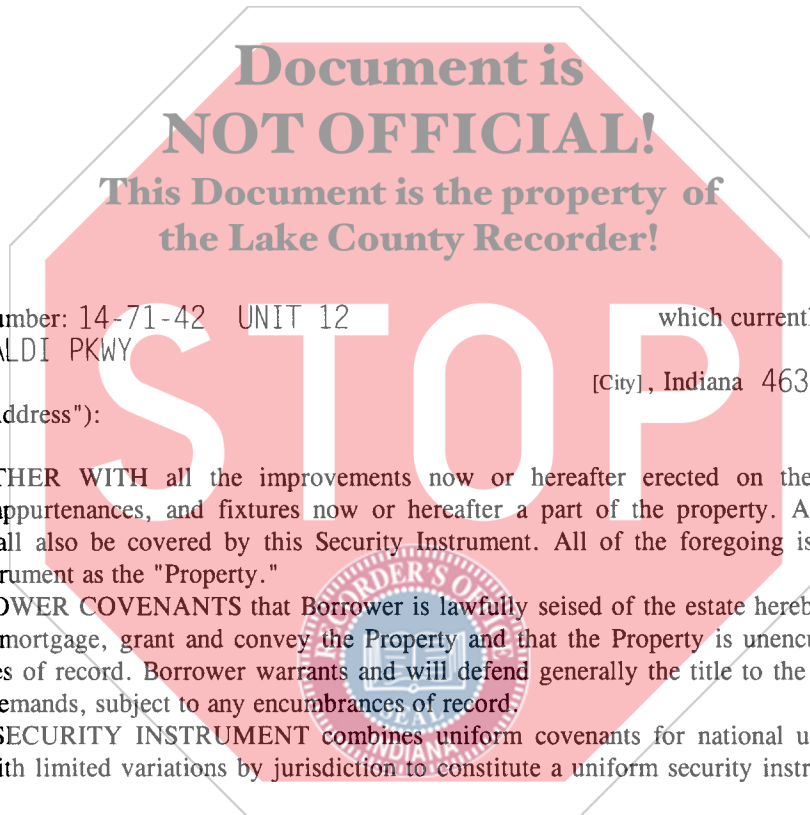 Document is
NOT OFFICIAL!
This Document is the property of
the Lake County Recorder!
umber: 14-71-42 UNIT 12 which currentl
ALDI PKWY
[City], Indiana 463
ddress"):
STOP
THER WITH all the improvements now or hereafter erected on the
appurtenances, and fixtures now or hereafter a part of the property. A
all also be covered by this Security Instrument. All of the foregoing is
rument as the "Property."
OWER COVENANTS that Borrower is lawfully seised of the estate hereb
mortgage, grant and convey the Property and that the Property is unencu
es of record. Borrower warrants and will defend generally the title to the
emands, subject to any encumbrances of record.
SECURITY INSTRUMENT combines uniform covenants for national u
ith limited variations by jurisdiction to constitute a uniform security instr
RECORDER'S OFFICE
SEAL
INDIANA